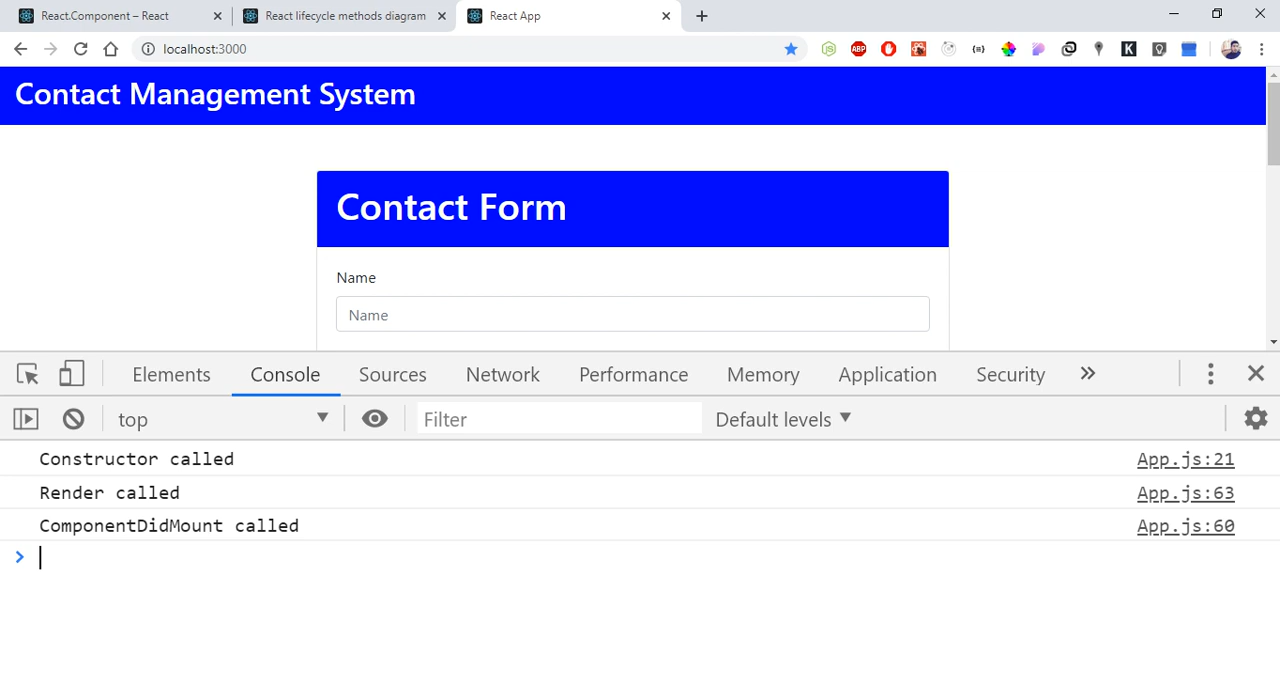 React.Component – React
React lifecycle methods diagram
React App
localhost:3000
Contact Management System
Contact Form
Name
Name
Elements
Console
Sources
Network
Performance
Memory
Application
Security
top
Filter
Default levels
Constructor called
App.js:21
Render called
App.js:63
ComponentDidMount called
App.js:60